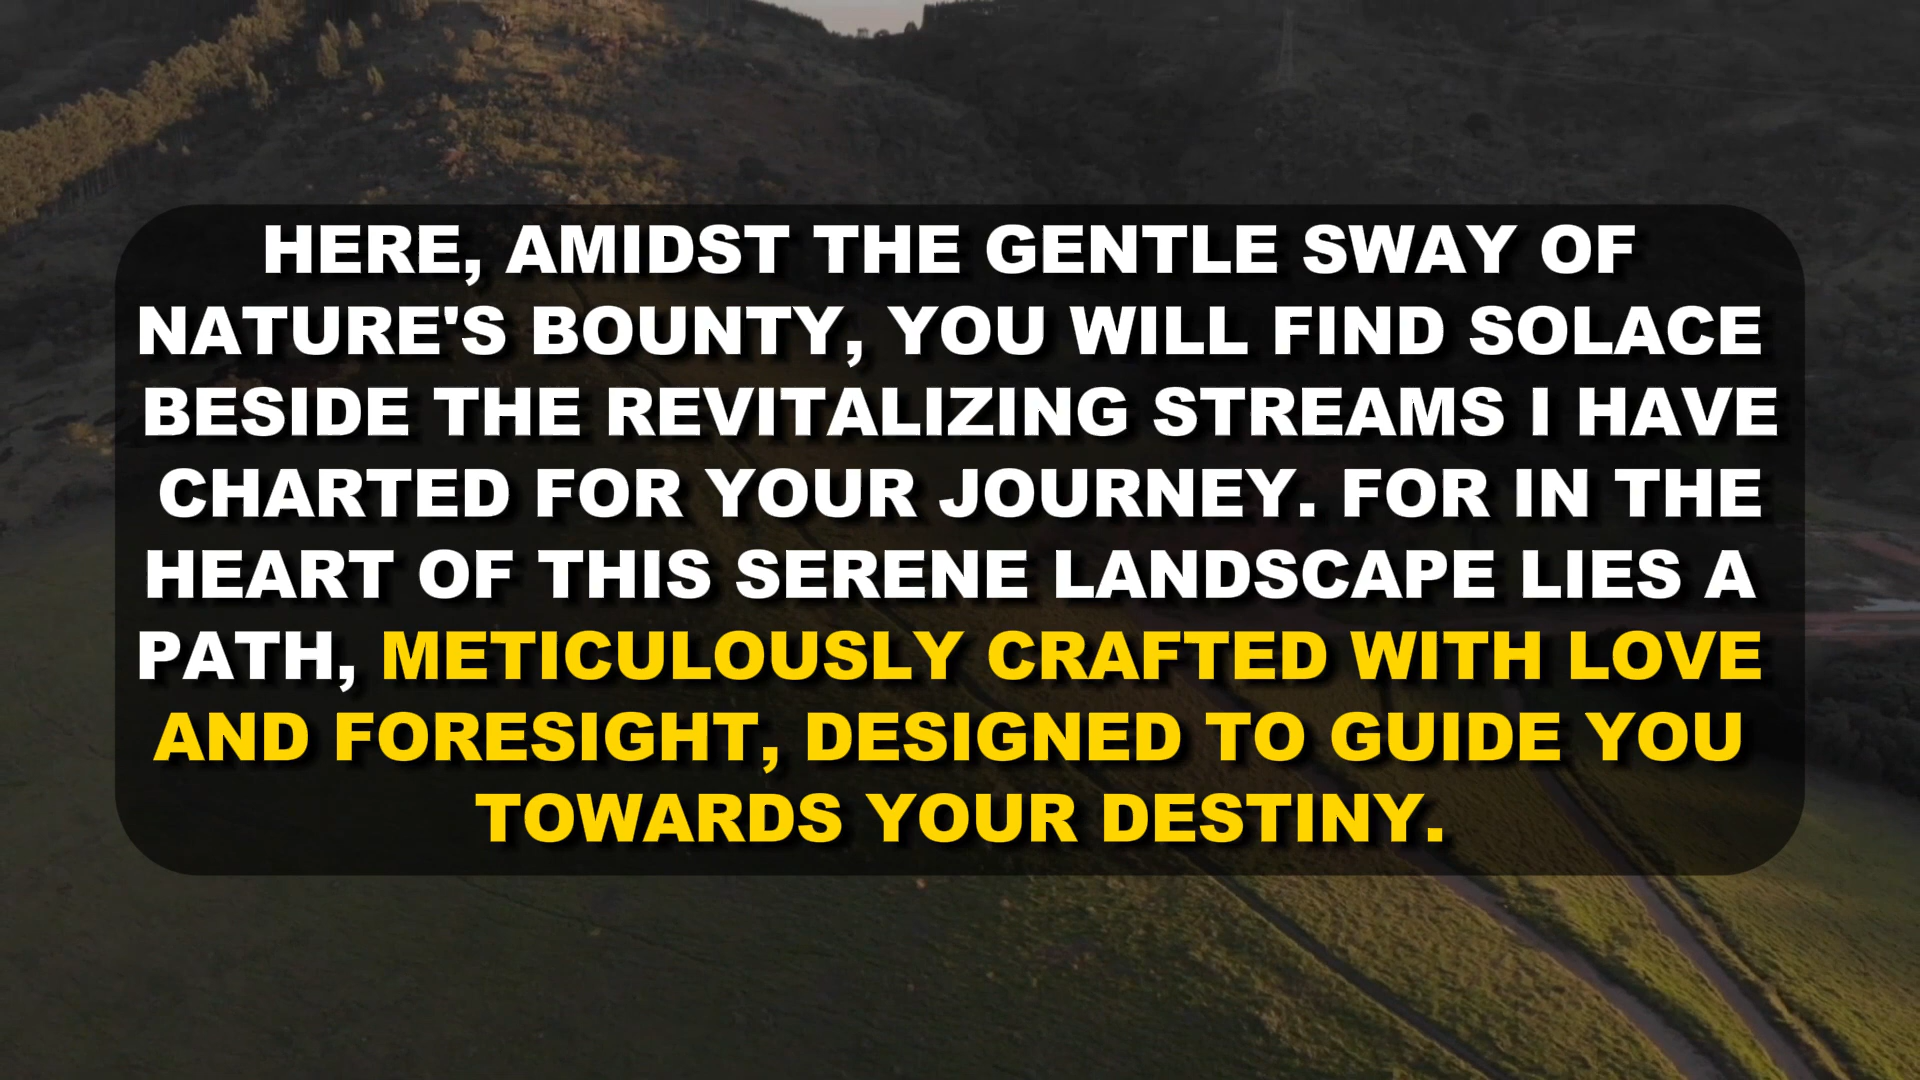 HERE, AMIDST THE GENTLE SWAY OF
NATURE'S BOUNTY, YOU WILL FIND SOLACE
BESIDE THE REVITALIZING STREAMS I HAVE
CHARTED FOR YOUR JOURNEY. FOR IN THE
HEART OF THIS SERENE LANDSCAPE LIES A
PATH, METICULOUSLY CRAFTED WITH LOVE
AND FORESIGHT, DESIGNED TO GUIDE YOU
TOWARDS YOUR DESTINY.